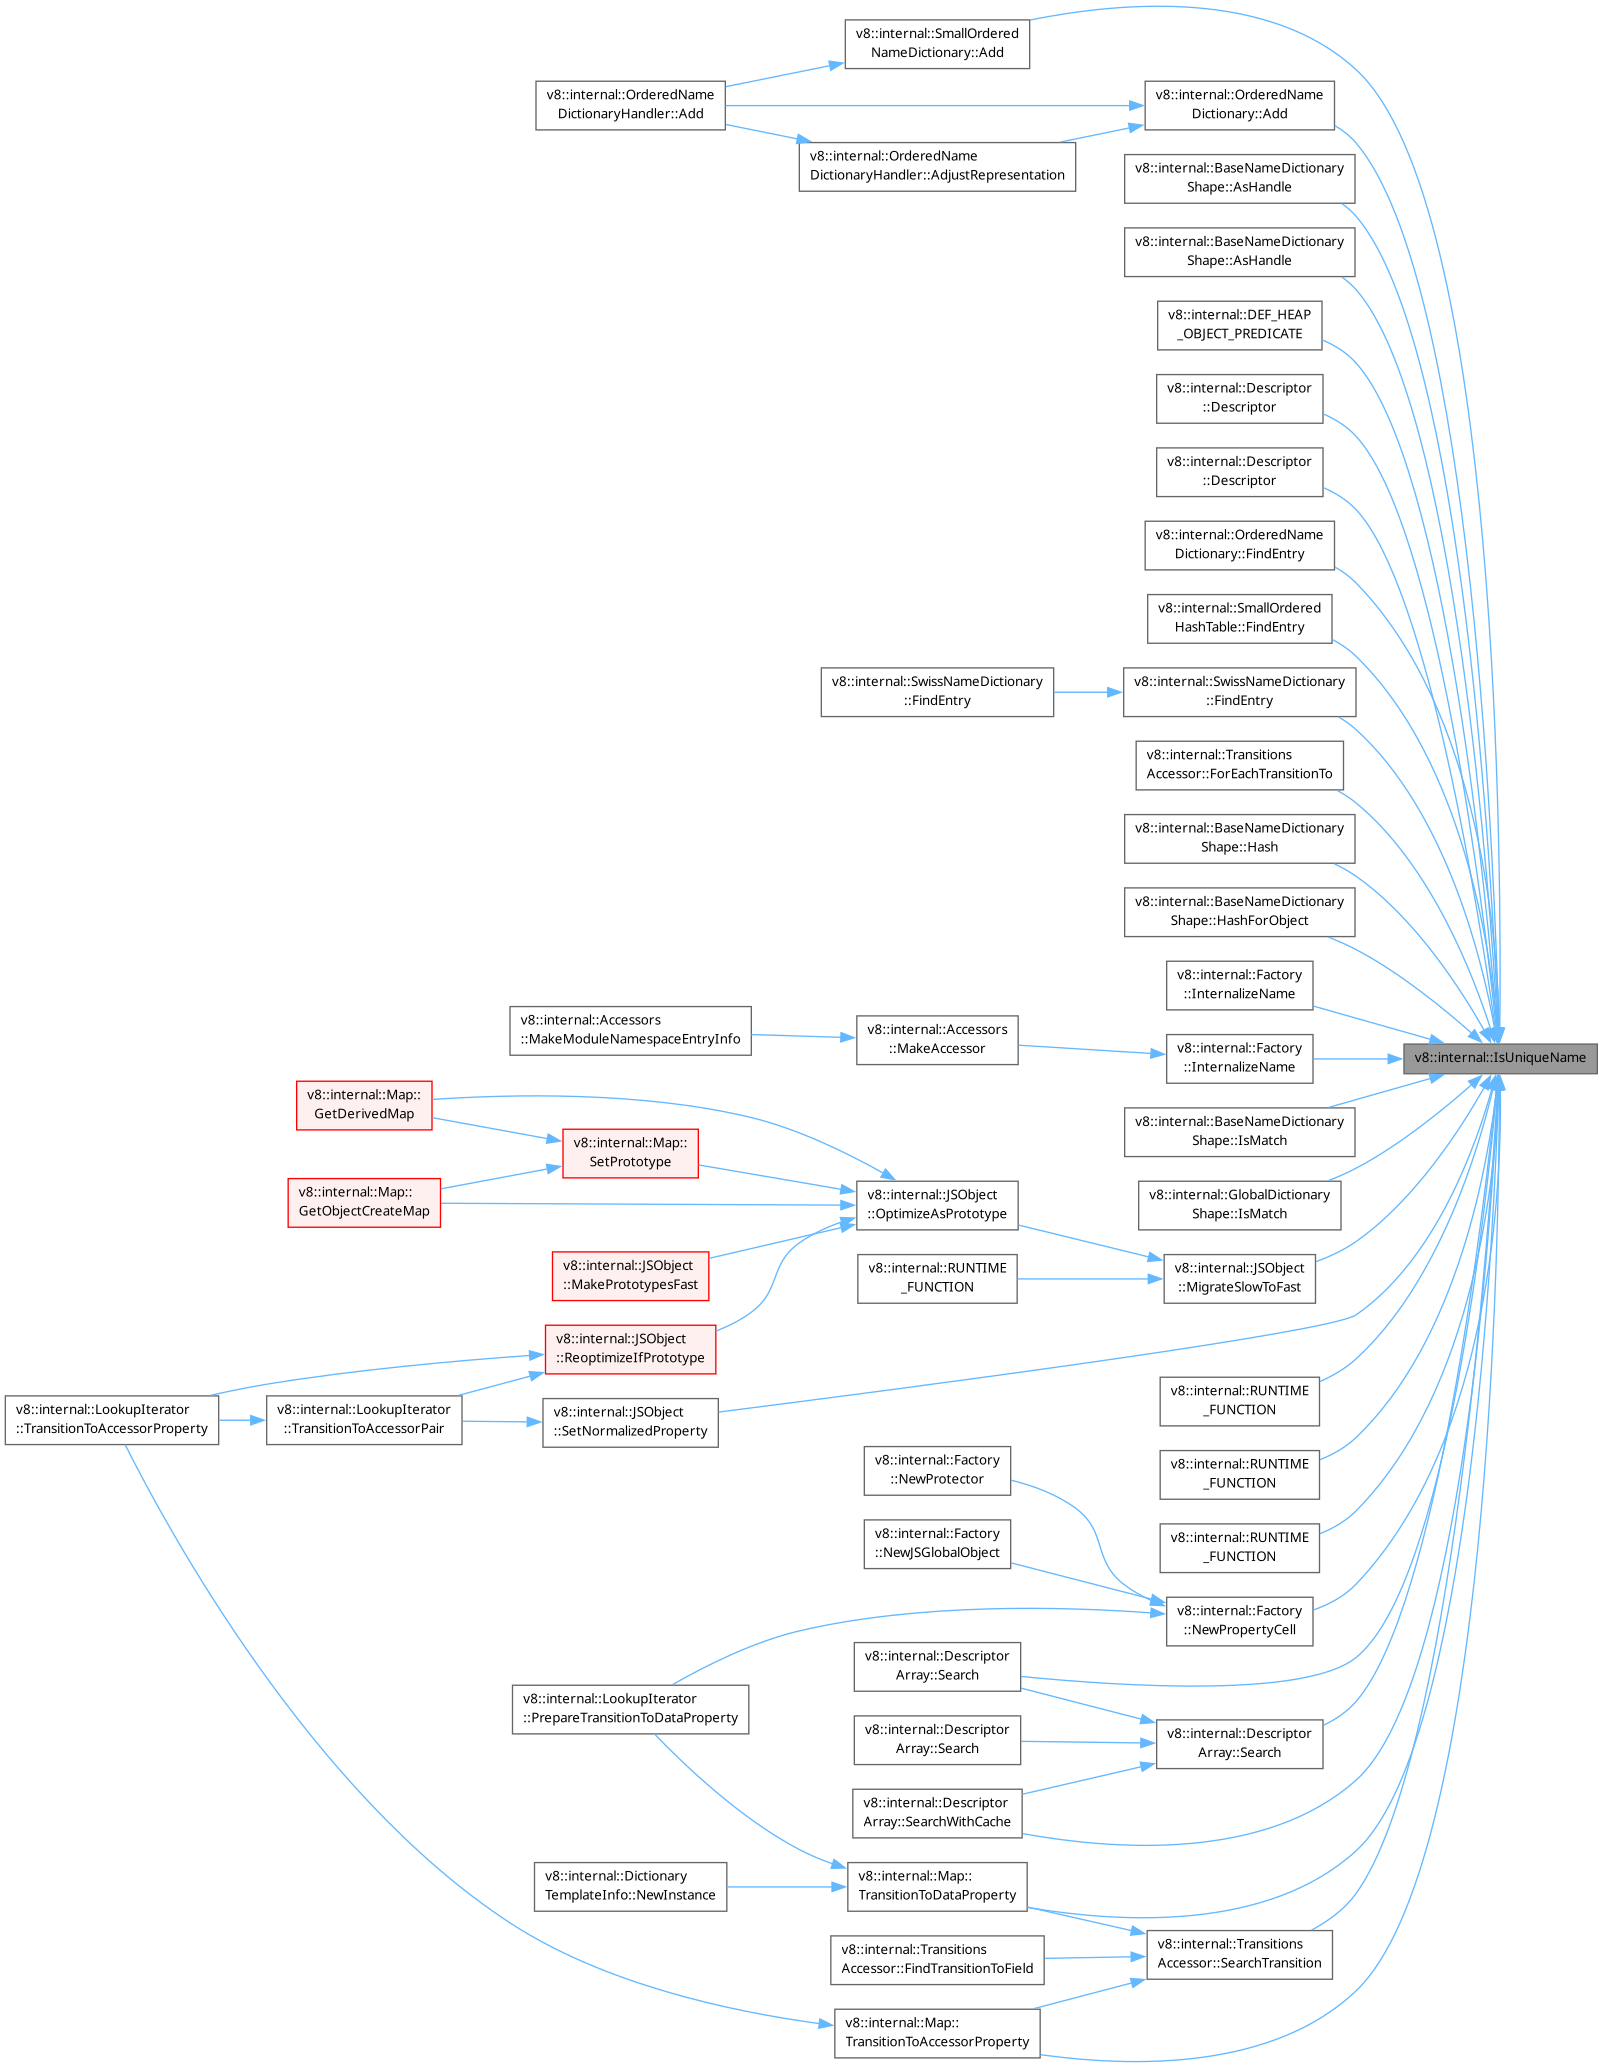 v8::internal::SmallOrdered
NameDictionary::Add
v8::internal::OrderedName
DictionaryHandler::Add
v8::internal::OrderedName
Dictionary::Add
v8::internal::OrderedName
DictionaryHandler::AdjustRepresentation
v8::internal::BaseNameDictionary
Shape::AsHandle
v8::internal::BaseNameDictionary
Shape::AsHandle
v8::internal::DEF_HEAP
_OBJECT_PREDICATE
v8::internal::Descriptor
::Descriptor
v8::internal::Descriptor
::Descriptor
v8::internal::OrderedName
Dictionary::FindEntry
v8::internal::SmallOrdered
HashTable::FindEntry
v8::internal::SwissNameDictionary
::FindEntry
v8::internal::SwissNameDictionary
::FindEntry
v8::internal::Transitions
Accessor::ForEachTransitionTo
v8::internal::BaseNameDictionary
Shape::Hash
v8::internal::BaseNameDictionary
Shape::HashForObject
v8::internal::Factory
::InternalizeName
v8::internal::Accessors
::MakeModuleNamespaceEntryInfo
v8::internal::Accessors
::MakeAccessor
v8::internal::Factory
::InternalizeName
v8::internal::IsUniqueName
v8::internal::Map::
GetDerivedMap
v8::internal::Map::
SetPrototype
v8::internal::BaseNameDictionary
Shape::IsMatch
v8::internal::Map::
GetObjectCreateMap
v8::internal::JSObject
::OptimizeAsPrototype
v8::internal::GlobalDictionary
Shape::IsMatch
v8::internal::JSObject
::MakePrototypesFast
v8::internal::RUNTIME
_FUNCTION
v8::internal::JSObject
::MigrateSlowToFast
v8::internal::JSObject
::ReoptimizeIfPrototype
v8::internal::LookupIterator
::TransitionToAccessorProperty
v8::internal::LookupIterator
::TransitionToAccessorPair
v8::internal::JSObject
::SetNormalizedProperty
v8::internal::RUNTIME
_FUNCTION
v8::internal::Factory
::NewProtector
v8::internal::RUNTIME
_FUNCTION
v8::internal::Factory
::NewJSGlobalObject
v8::internal::RUNTIME
_FUNCTION
v8::internal::Factory
::NewPropertyCell
v8::internal::Descriptor
Array::Search
v8::internal::LookupIterator
::PrepareTransitionToDataProperty
v8::internal::Descriptor
Array::Search
v8::internal::Descriptor
Array::Search
v8::internal::Descriptor
Array::SearchWithCache
v8::internal::Dictionary
TemplateInfo::NewInstance
v8::internal::Map::
TransitionToDataProperty
v8::internal::Transitions
Accessor::FindTransitionToField
v8::internal::Transitions
Accessor::SearchTransition
v8::internal::Map::
TransitionToAccessorProperty